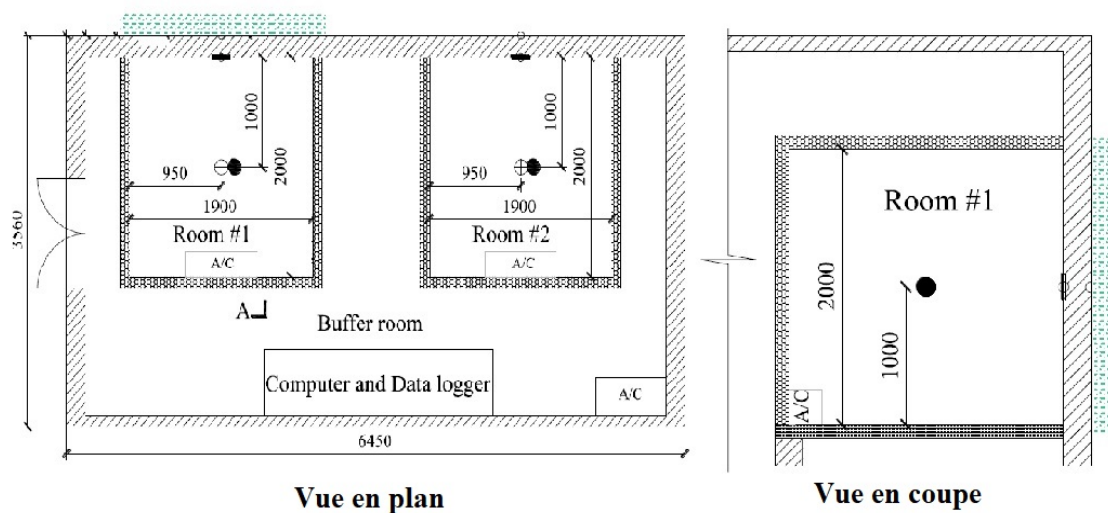 1000
1000
950
2000
950
2000
1900
1900
Room #1
Room #2
A/C
A/C
3560
A
Buffer room
Computer and Data logger
A/C
6450
Vue en plan
Room #1
2000
1000
A/C
Vue en coupe